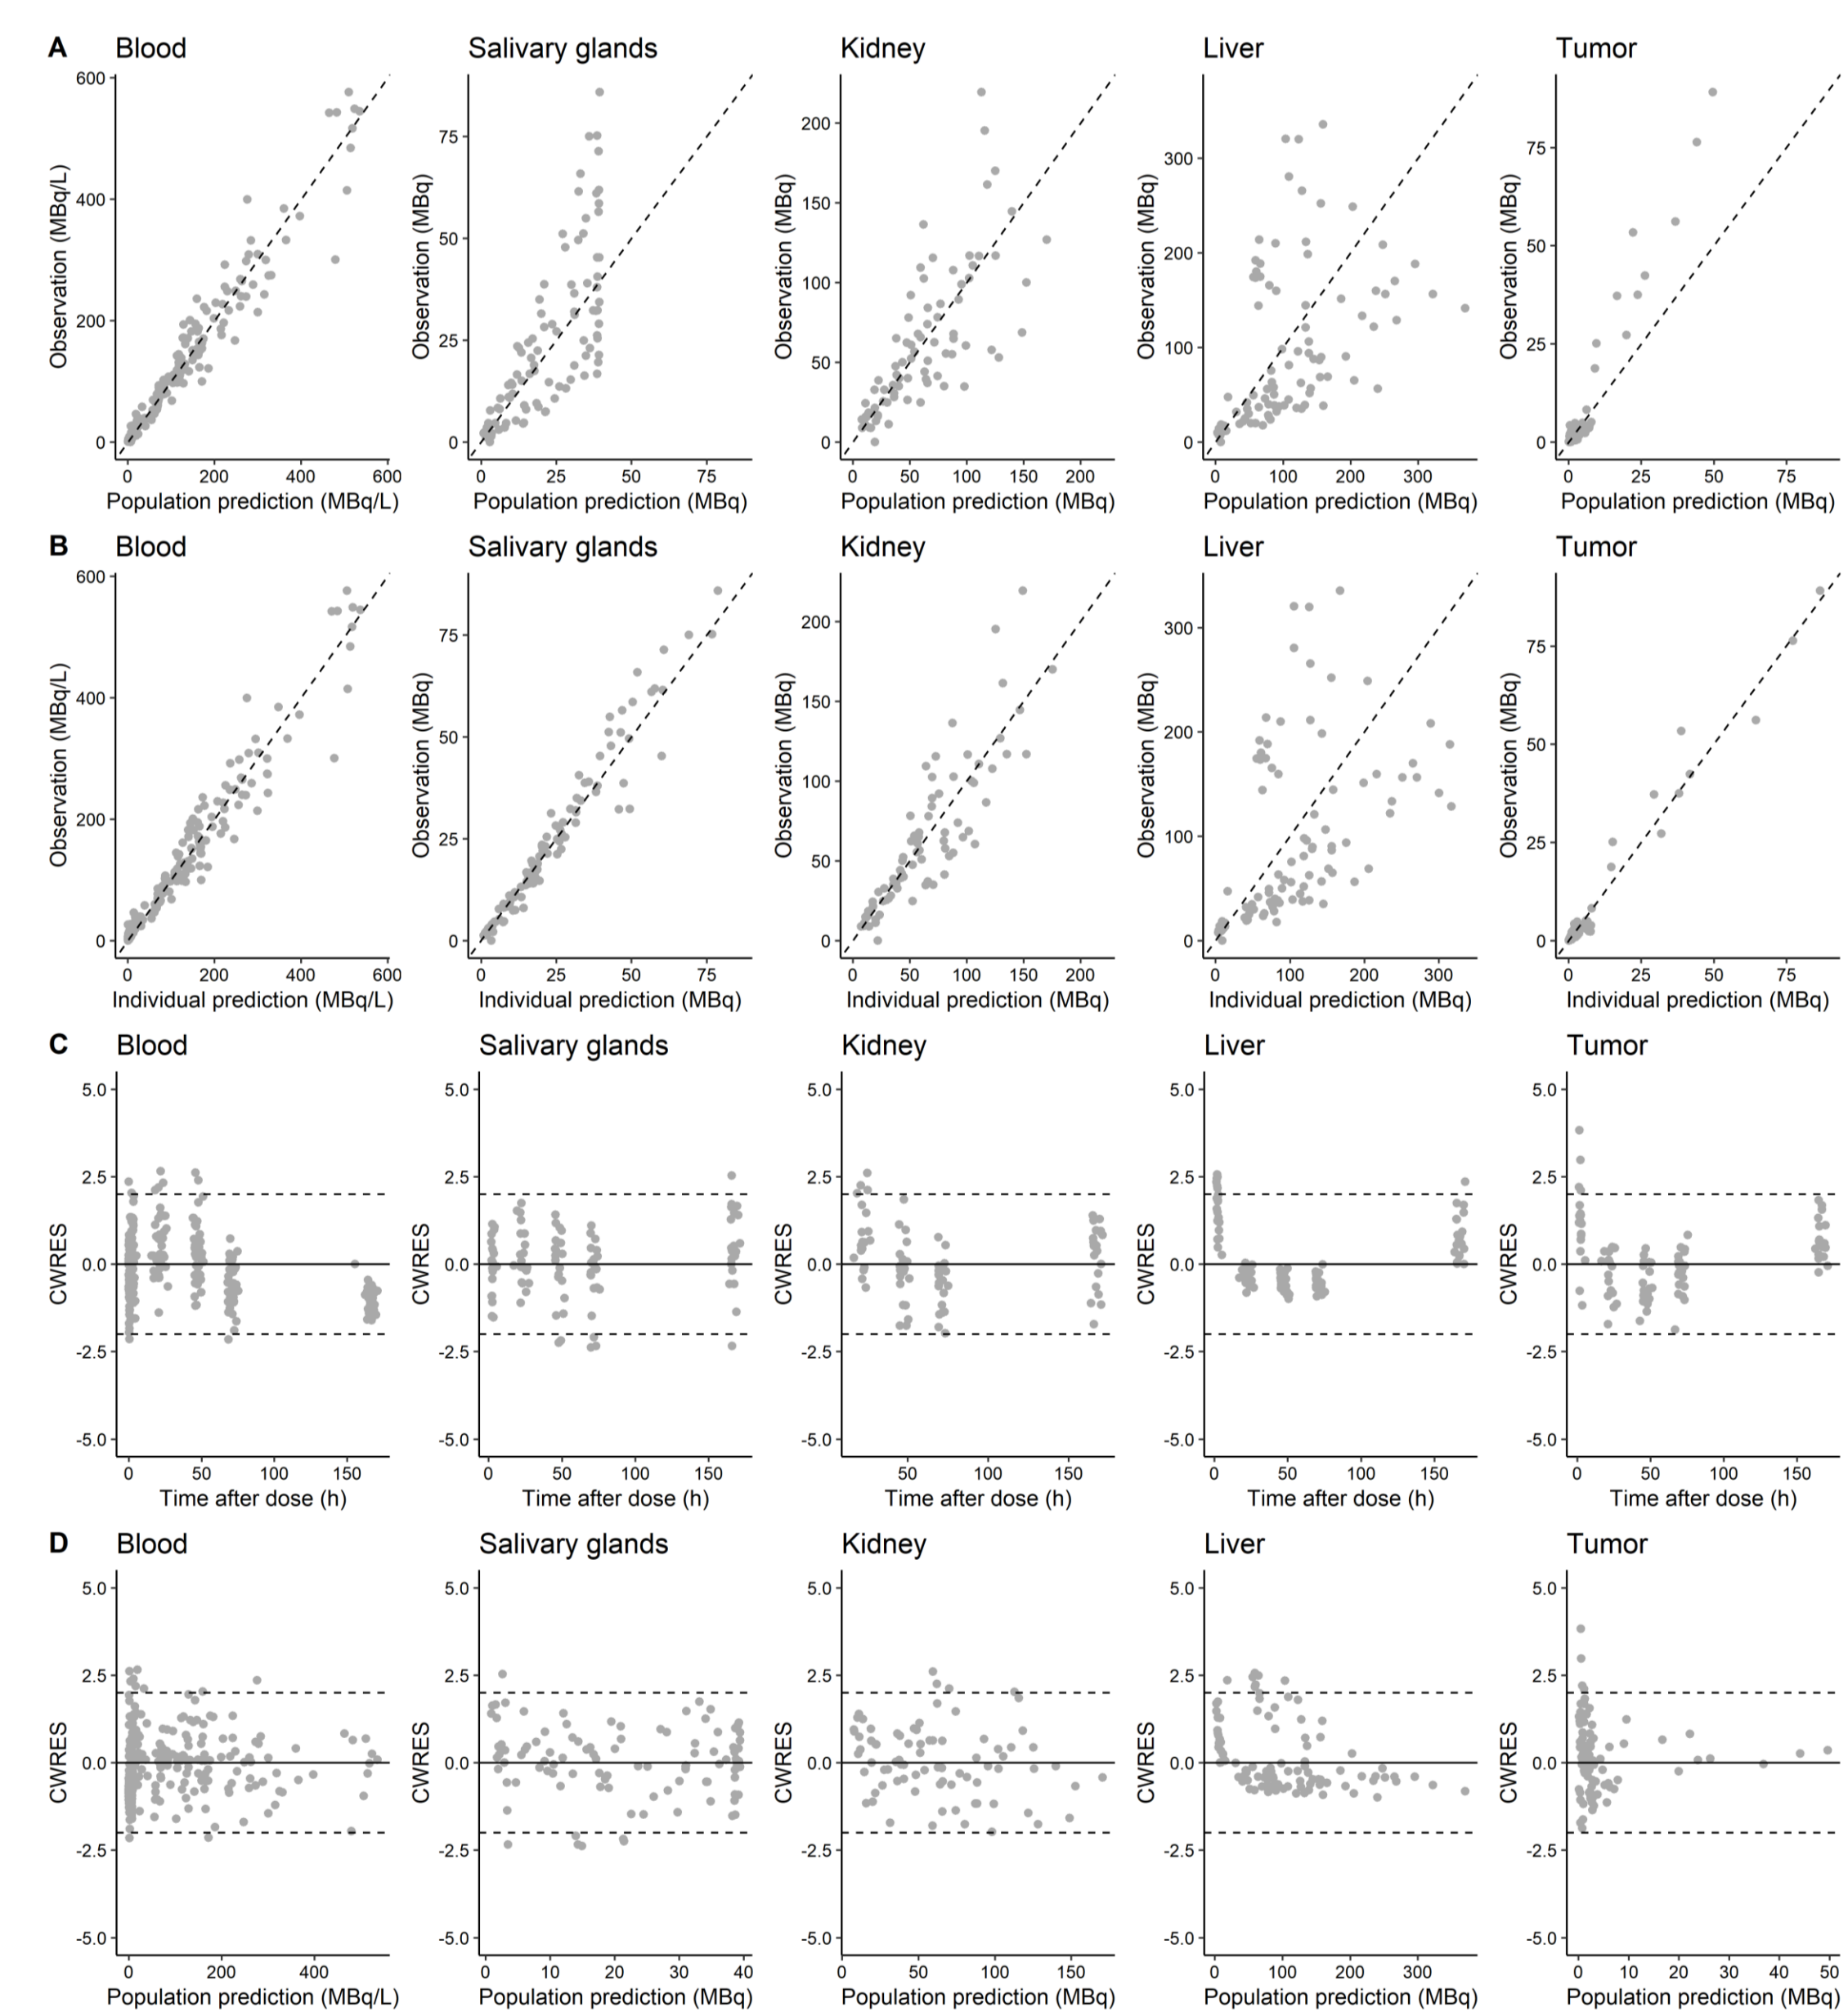 A Blood Salivary glands Kidney Liver Tumor
Observation (MBq/L)
600
400
200
0
0 200 400 600
Population prediction (MBq/L)
Observation (MBq)
75
50
25
0
0 25 50 75
Population prediction (MBq)
Observation (MBq)
200
150
100
50
0
0 50 100 150 200
Population prediction (MBq)
Observation (MBq)
300
200
100
0
0 100 200 300
Population prediction (MBq)
Observation (MBq)
75
50
25
0
0 25 50 75
Population prediction (MBq)
B Blood Salivary glands Kidney Liver Tumor
Observation (MBq/L)
600
400
200
0
0 200 400 600
Individual prediction (MBq/L)
Observation (MBq)
75
50
25
0
0 25 50 75
Individual prediction (MBq)
Observation (MBq)
200
150
100
50
0
0 50 100 150 200
Individual prediction (MBq)
Observation (MBq)
300
200
100
0
0 100 200 300
Individual prediction (MBq)
Observation (MBq)
75
50
25
0
0 25 50 75
Individual prediction (MBq)
C Blood Salivary glands Kidney Liver Tumor
CWRES
5.0
2.5
0.0
-2.5
-5.0
0 50 100 150
Time after dose (h)
CWRES
5.0
2.5
0.0
-2.5
-5.0
0 50 100 150
Time after dose (h)
CWRES
5.0
2.5
0.0
-2.5
-5.0
50 100 150
Time after dose (h)
CWRES
5.0
2.5
0.0
-2.5
-5.0
0 50 100 150
Time after dose (h)
CWRES
5.0
2.5
0.0
-2.5
-5.0
0 50 100 150
Time after dose (h)
D Blood Salivary glands Kidney Liver Tumor
CWRES
5.0
2.5
0.0
-2.5
-5.0
0 200 400
Population prediction (MBq/L)
CWRES
5.0
2.5
0.0
-2.5
-5.0
0 10 20 30 40
Population prediction (MBq)
CWRES
5.0
2.5
0.0
-2.5
-5.0
0 50 100 150
Population prediction (MBq)
CWRES
5.0
2.5
0.0
-2.5
-5.0
0 100 200 300
Population prediction (MBq)
CWRES
5.0
2.5
0.0
-2.5
-5.0
0 10 20 30 40 50
Population prediction (MBq)